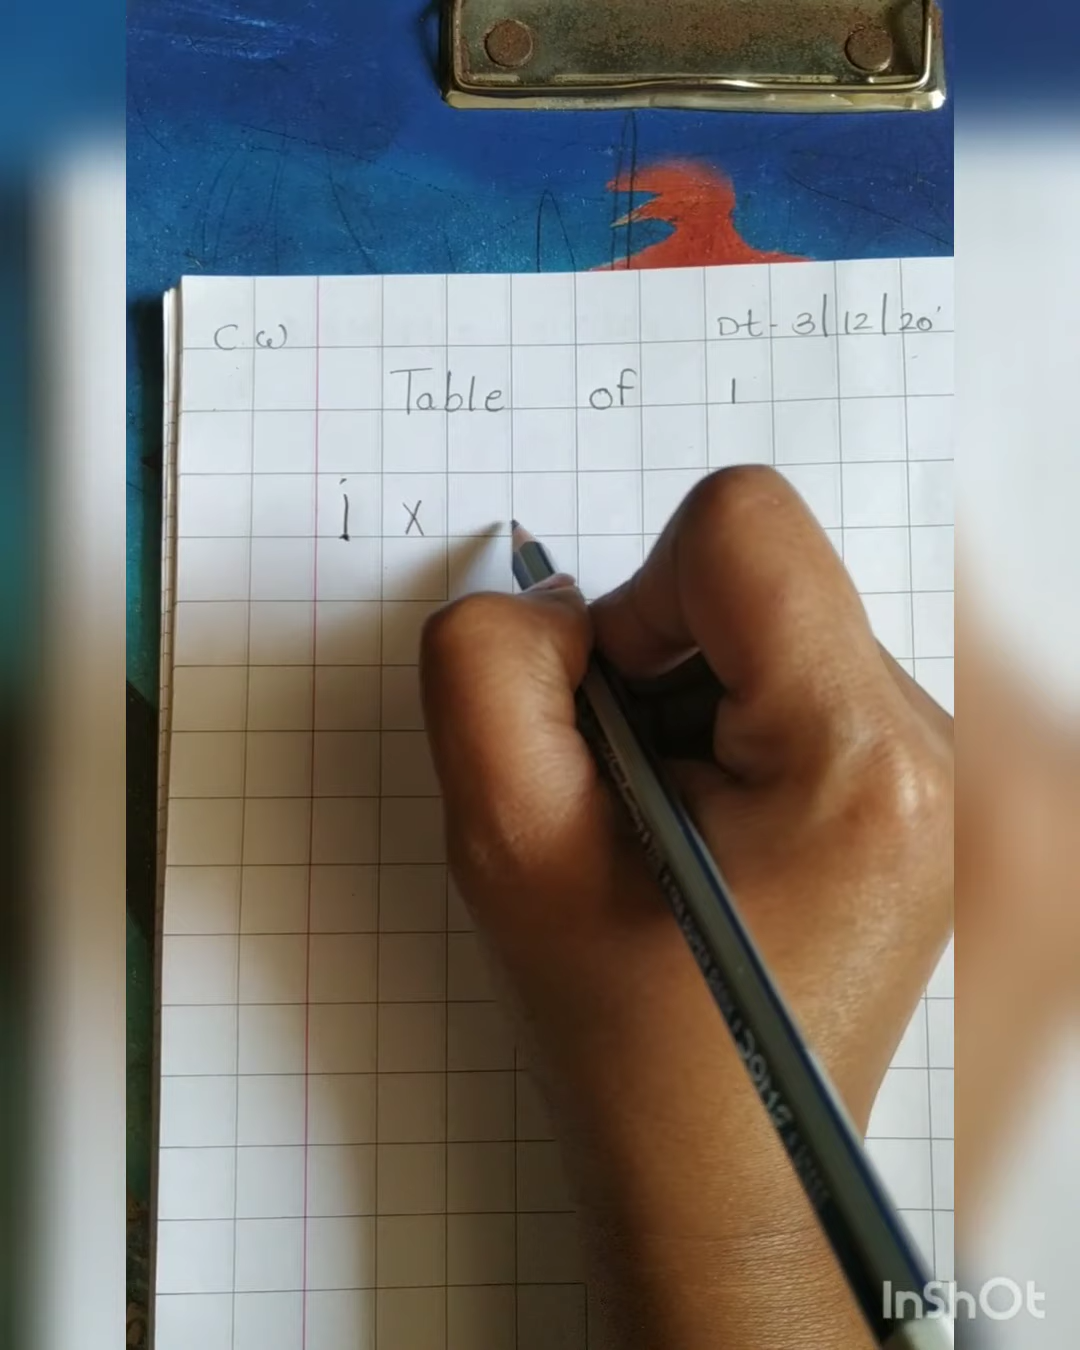 C.W Dt- 3/12/20'
Table of 1
1 x
InShOt